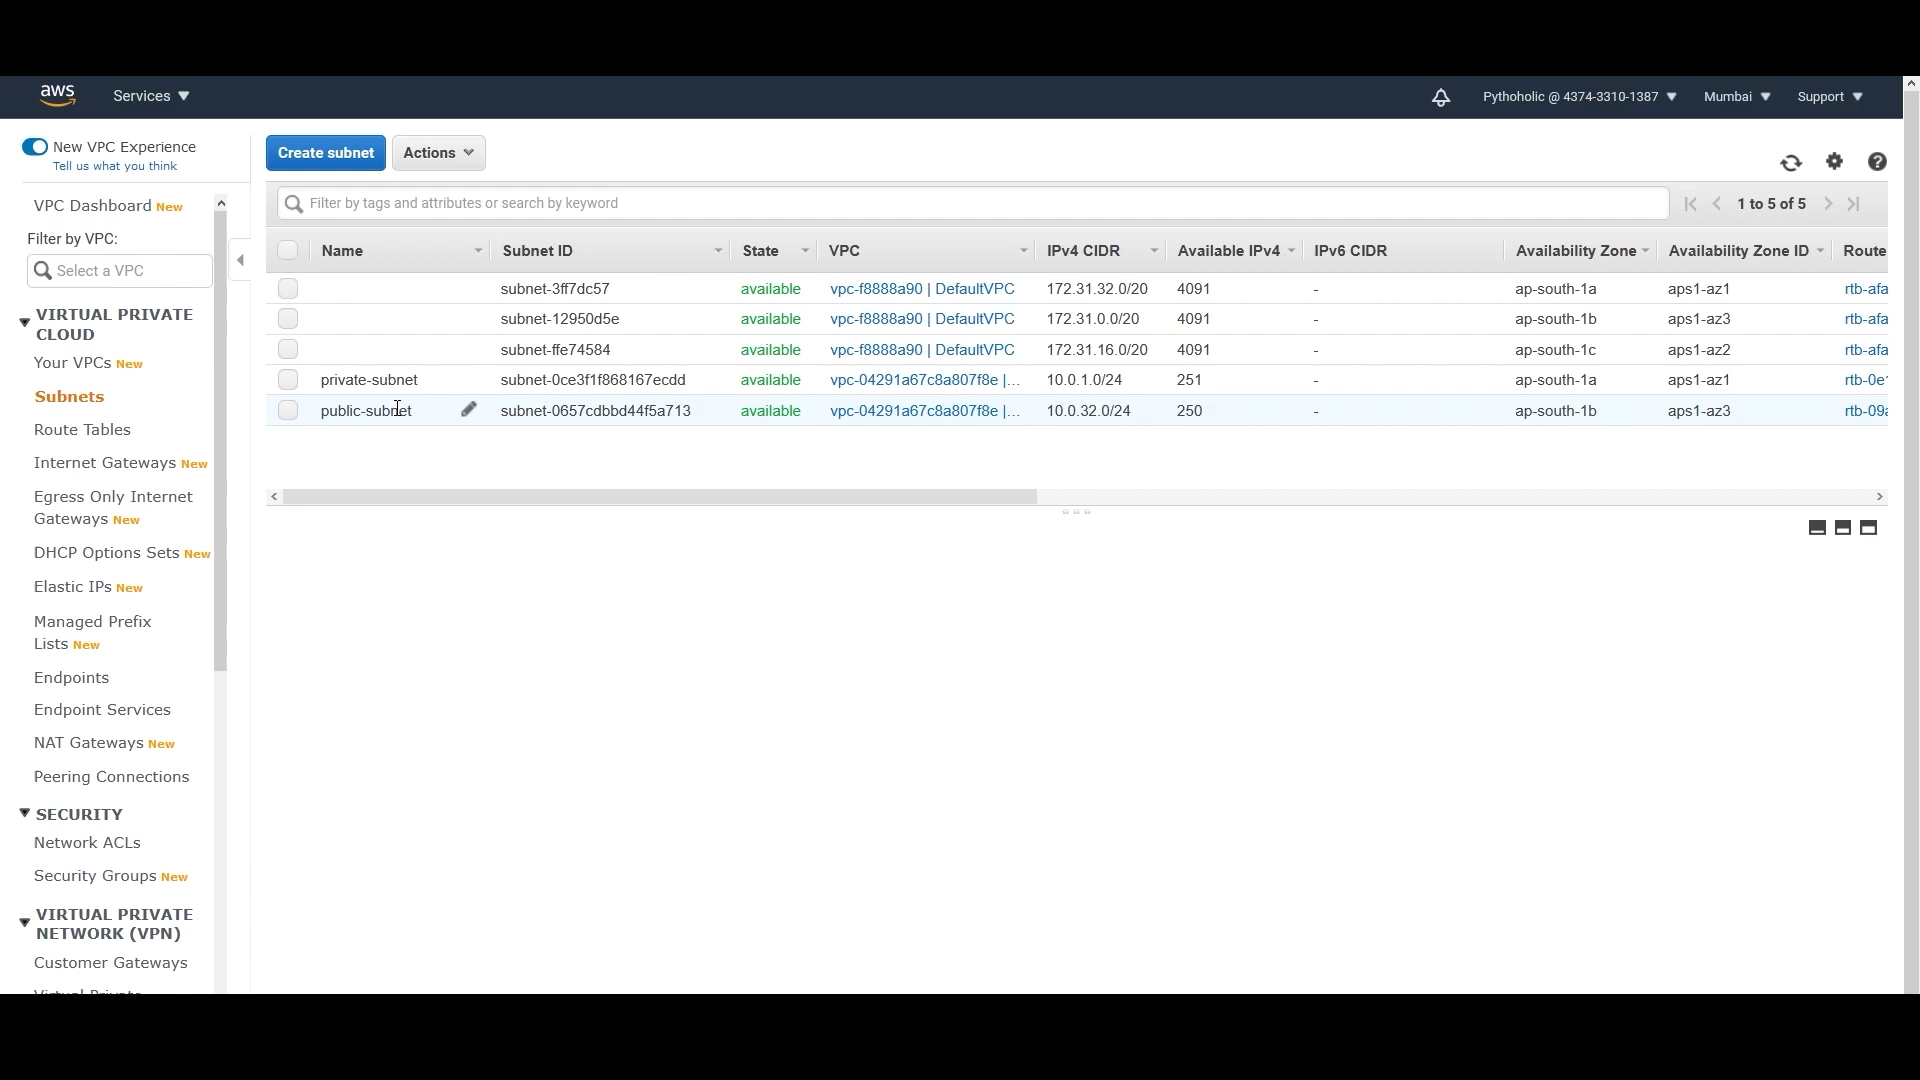 aws Services Pythoholic @ 4374-3310-1387 Mumbai Support
New VPC Experience
Tell us what you think
VPC Dashboard New
Filter by VPC:
Select a VPC
VIRTUAL PRIVATE
CLOUD
Your VPCs New
Subnets
Route Tables
Internet Gateways New
Egress Only Internet
Gateways New
DHCP Options Sets New
Elastic IPs New
Managed Prefix
Lists New
Endpoints
Endpoint Services
NAT Gateways New
Peering Connections
SECURITY
Network ACLs
Security Groups New
VIRTUAL PRIVATE
NETWORK (VPN)
Customer Gateways
Virtual Private
Create subnet Actions
Filter by tags and attributes or search by keyword 1 to 5 of 5
Name Subnet ID State VPC IPv4 CIDR Available IPv4 IPv6 CIDR Availability Zone Availability Zone ID Route
subnet-3ff7dc57 available vpc-f8888a90 | DefaultVPC 172.31.32.0/20 4091 - ap-south-1a aps1-az1 rtb-afa
subnet-12950d5e available vpc-f8888a90 | DefaultVPC 172.31.0.0/20 4091 - ap-south-1b aps1-az3 rtb-afa
subnet-ffe74584 available vpc-f8888a90 | DefaultVPC 172.31.16.0/20 4091 - ap-south-1c aps1-az2 rtb-afa
private-subnet subnet-0ce3f1f868167ecdd available vpc-04291a67c8a807f8e |... 10.0.1.0/24 251 - ap-south-1a aps1-az1 rtb-0e
public-subnet subnet-0657cdbbd44f5a713 available vpc-04291a67c8a807f8e |... 10.0.32.0/24 250 - ap-south-1b aps1-az3 rtb-09a